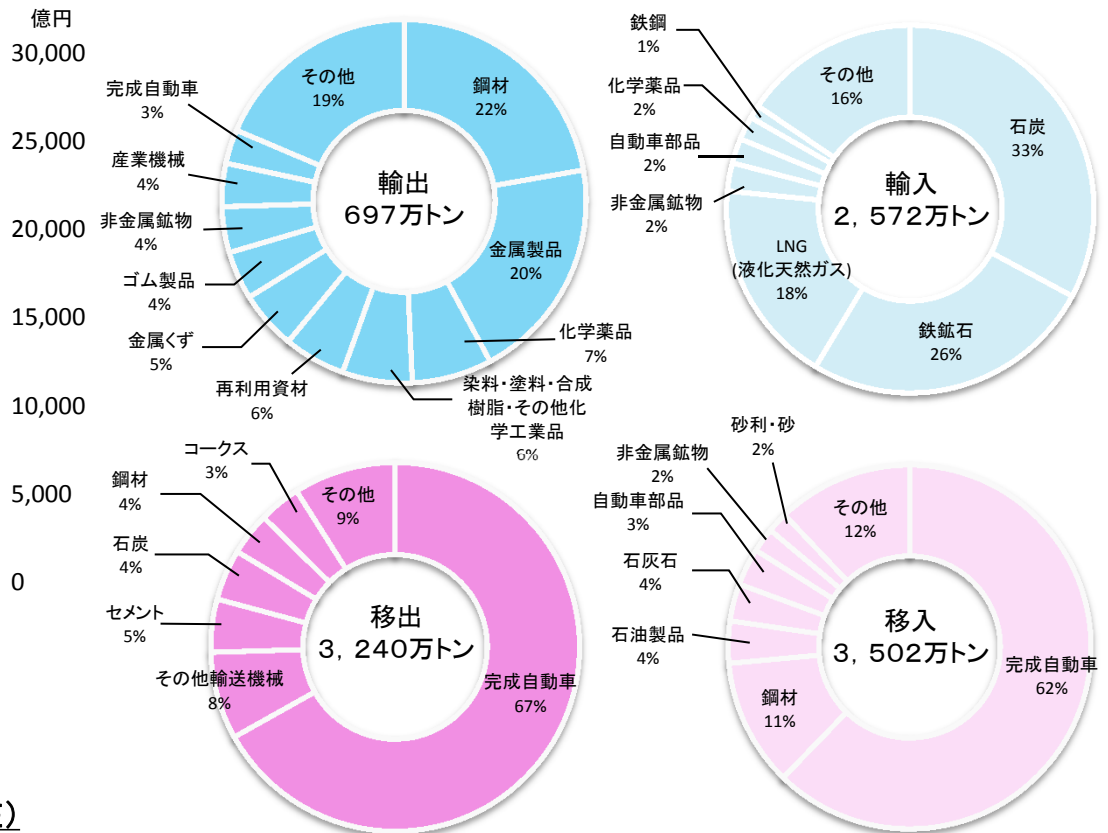 億円
30,000
25,000
20,000
15,000
10,000
5,000
0
輸出
697万トン
鋼材
22%
金属製品
20%
化学薬品
7%
染料・塗料・合成
樹脂・その他化
学工業品
6%
再利用資材
6%
金属くず
5%
ゴム製品
4%
非金属鉱物
4%
産業機械
4%
完成自動車
3%
その他
19%
輸入
2,572万トン
石炭
33%
鉄鉱石
26%
LNG
(液化天然ガス)
18%
非金属鉱物
2%
自動車部品
2%
化学薬品
2%
鉄鋼
1%
その他
16%
移出
3,240万トン
完成自動車
67%
その他輸送機械
8%
セメント
5%
石炭
4%
鋼材
4%
コークス
3%
その他
9%
移入
3,502万トン
完成自動車
62%
鋼材
11%
石油製品
4%
石灰石
4%
自動車部品
3%
非金属鉱物
2%
砂利・砂
2%
その他
12%